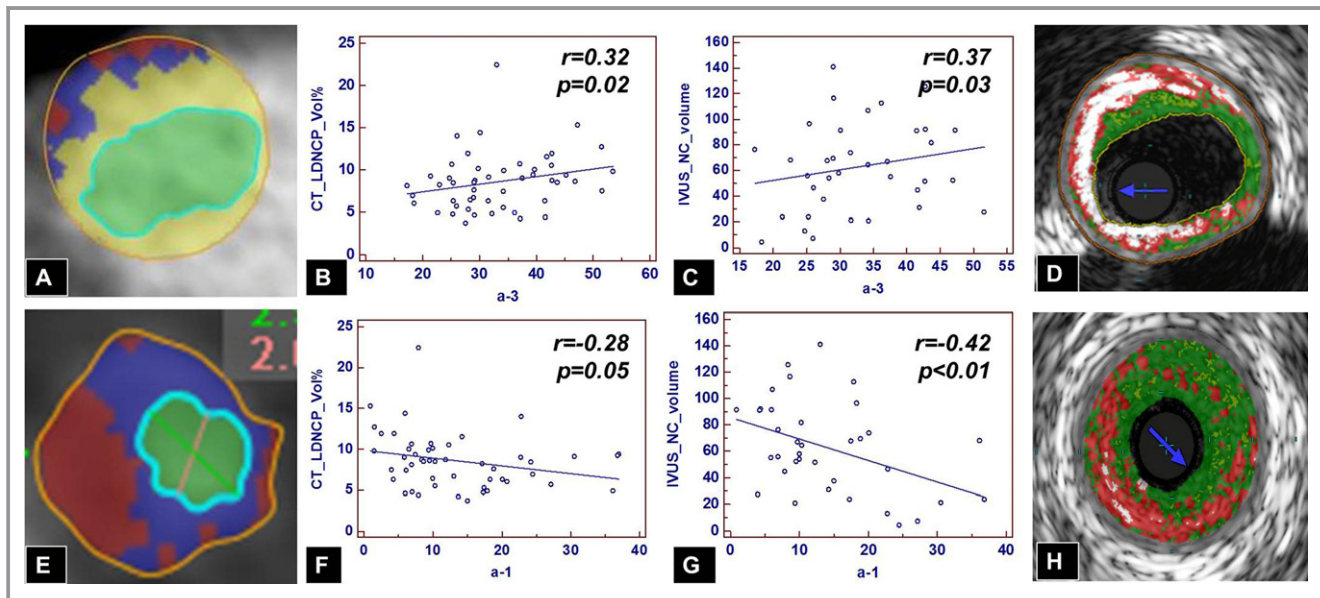 A
CT_LDNCP_Vol%
25
20
15
10
5
0
10 20 30 40 50 60
a-3
r=0.32
p=0.02
B
IVUS_NC_volume
160
140
120
100
80
60
40
20
0
15 20 25 30 35 40 45 50 55
a-3
r=0.37
p=0.03
C
D
E
CT_LDNCP_Vol%
25
20
15
10
5
0
0 10 20 30 40
a-1
r=-0.28
p=0.05
F
IVUS_NC_volume
160
140
120
100
80
60
40
20
0
0 10 20 30 40
a-1
r=-0.42
p<0.01
G
H